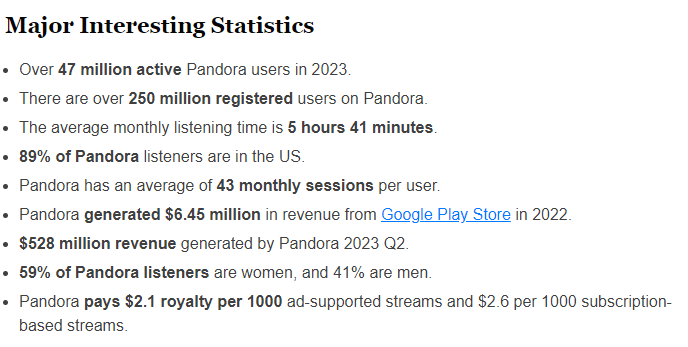 Major Interesting Statistics
• Over 47 million active Pandora users in 2023.
• There are over 250 million registered users on Pandora.
• The average monthly listening time is 5 hours 41 minutes.
• 89% of Pandora listeners are in the US.
• Pandora has an average of 43 monthly sessions per user.
• Pandora generated $6.45 million in revenue from Google Play Store in 2022.
• $528 million revenue generated by Pandora 2023 Q2.
• 59% of Pandora listeners are women, and 41% are men.
• Pandora pays $2.1 royalty per 1000 ad-supported streams and $2.6 per 1000 subscription-
based streams.